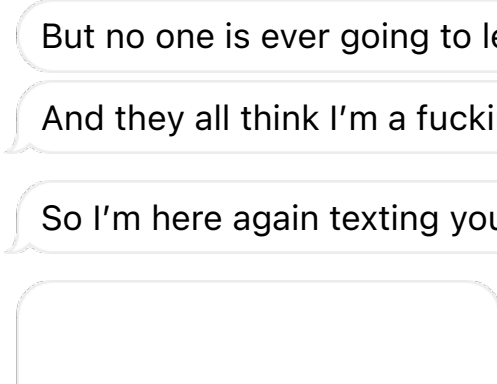 But no one is ever going to
And they all think I’m a
So I’m here again texting